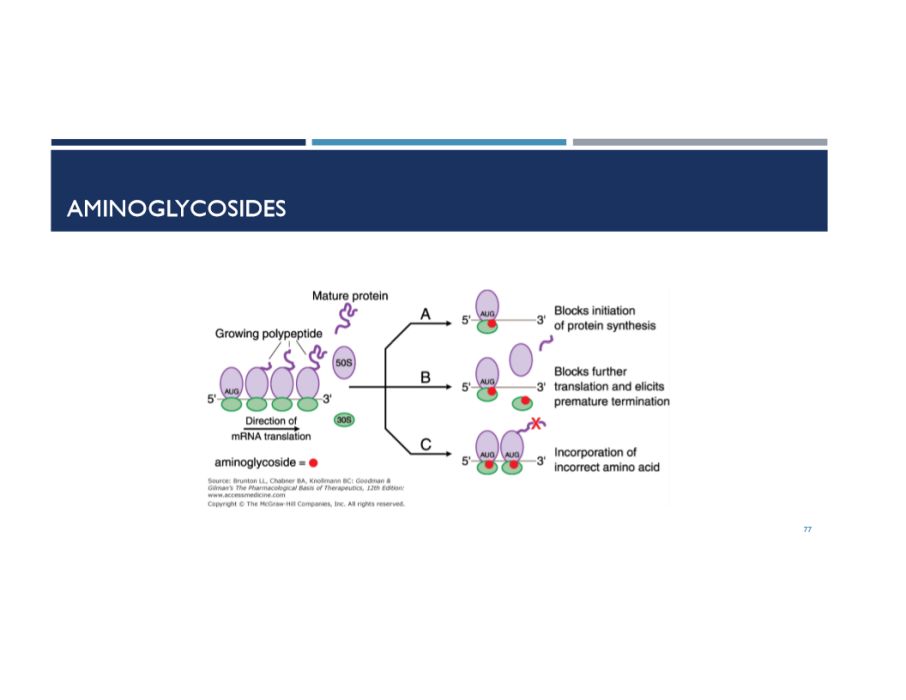 AMINOGLYCOSIDES
Mature protein
Growing polypeptide
50S
AUG
5'
3'
30S
Direction of
mRNA translation
aminoglycoside =
A
5'
AUG
3'
Blocks initiation
of protein synthesis
B
5'
AUG
3'
Blocks further
translation and elicits
premature termination
C
5'
AUG
AUG
3'
X
Incorporation of
incorrect amino acid
Source: Brunton LL, Chabner BA, Knollmann BC: Goodman &
Gilman's The Pharmacological Basis of Therapeutics, 12th Edition:
www.accessmedicine.com
Copyright © The McGraw-Hill Companies, Inc. All rights reserved.
77